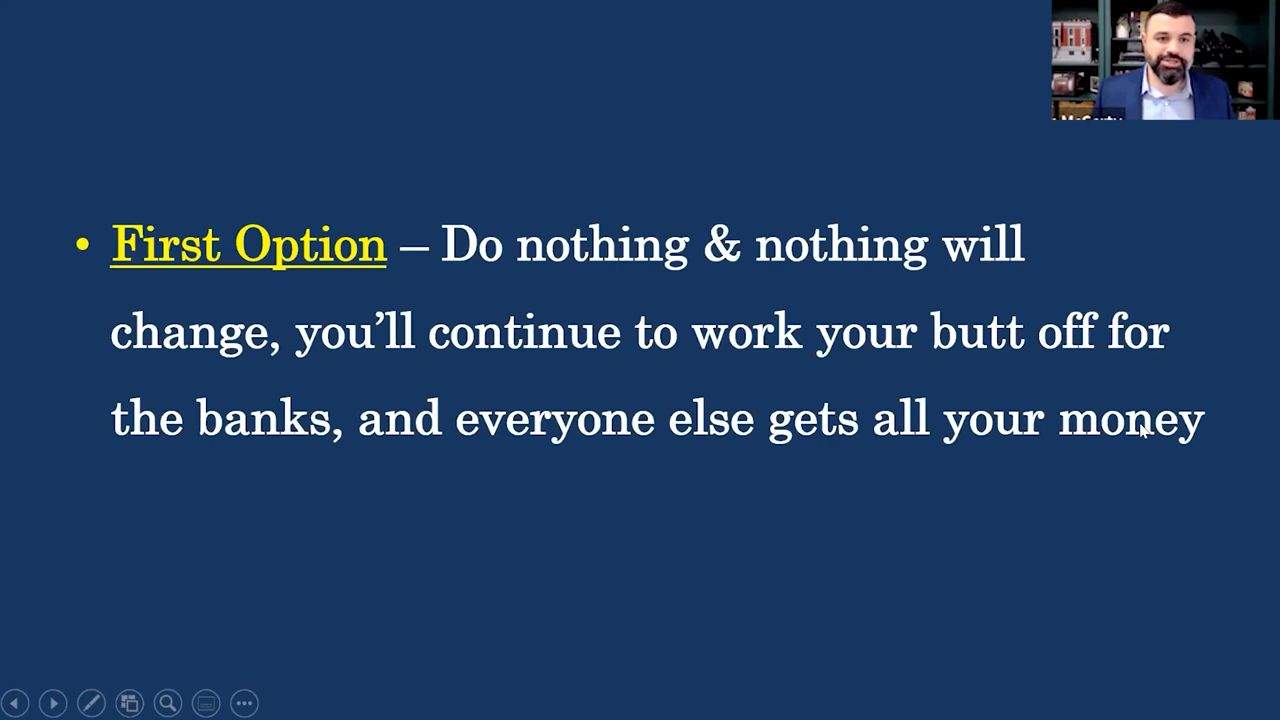 • First Option – Do nothing & nothing will
change, you’ll continue to work your butt off for
the banks, and everyone else gets all your money